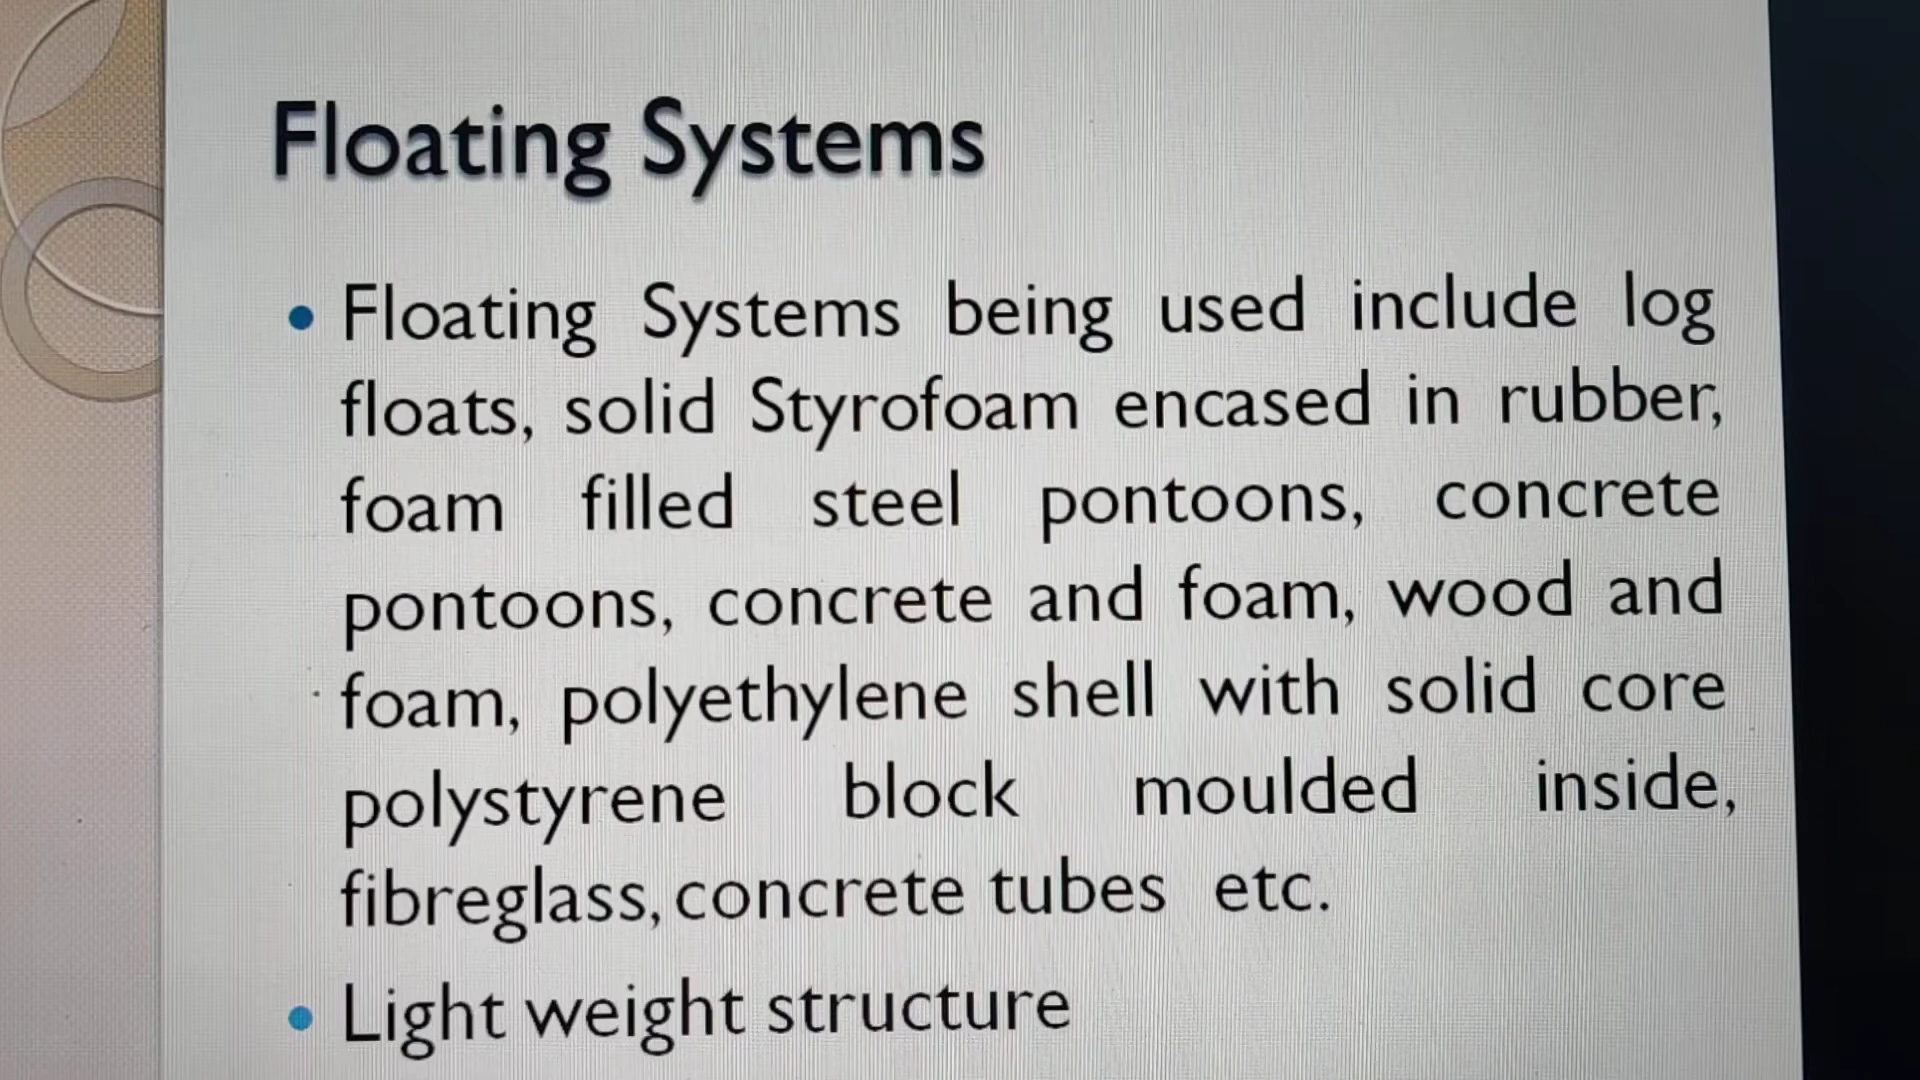 Floating Systems
• Floating Systems being used include log
floats, solid Styrofoam encased in rubber,
foam filled steel pontoons, concrete
pontoons, concrete and foam, wood and
foam, polyethylene shell with solid core
polystyrene block moulded inside,
fibreglass, concrete tubes etc.
• Light weight structure